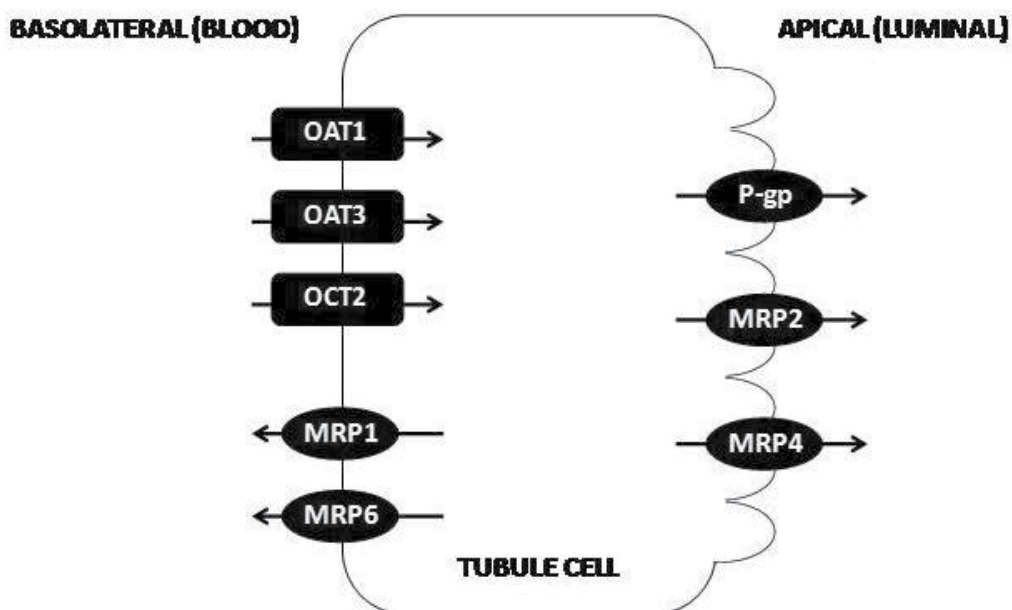 BASOLATERAL (BLOOD)
APICAL (LUMINAL)
OAT1
OAT3
OCT2
MRP1
MRP6
P-gp
MRP2
MRP4
TUBULE CELL